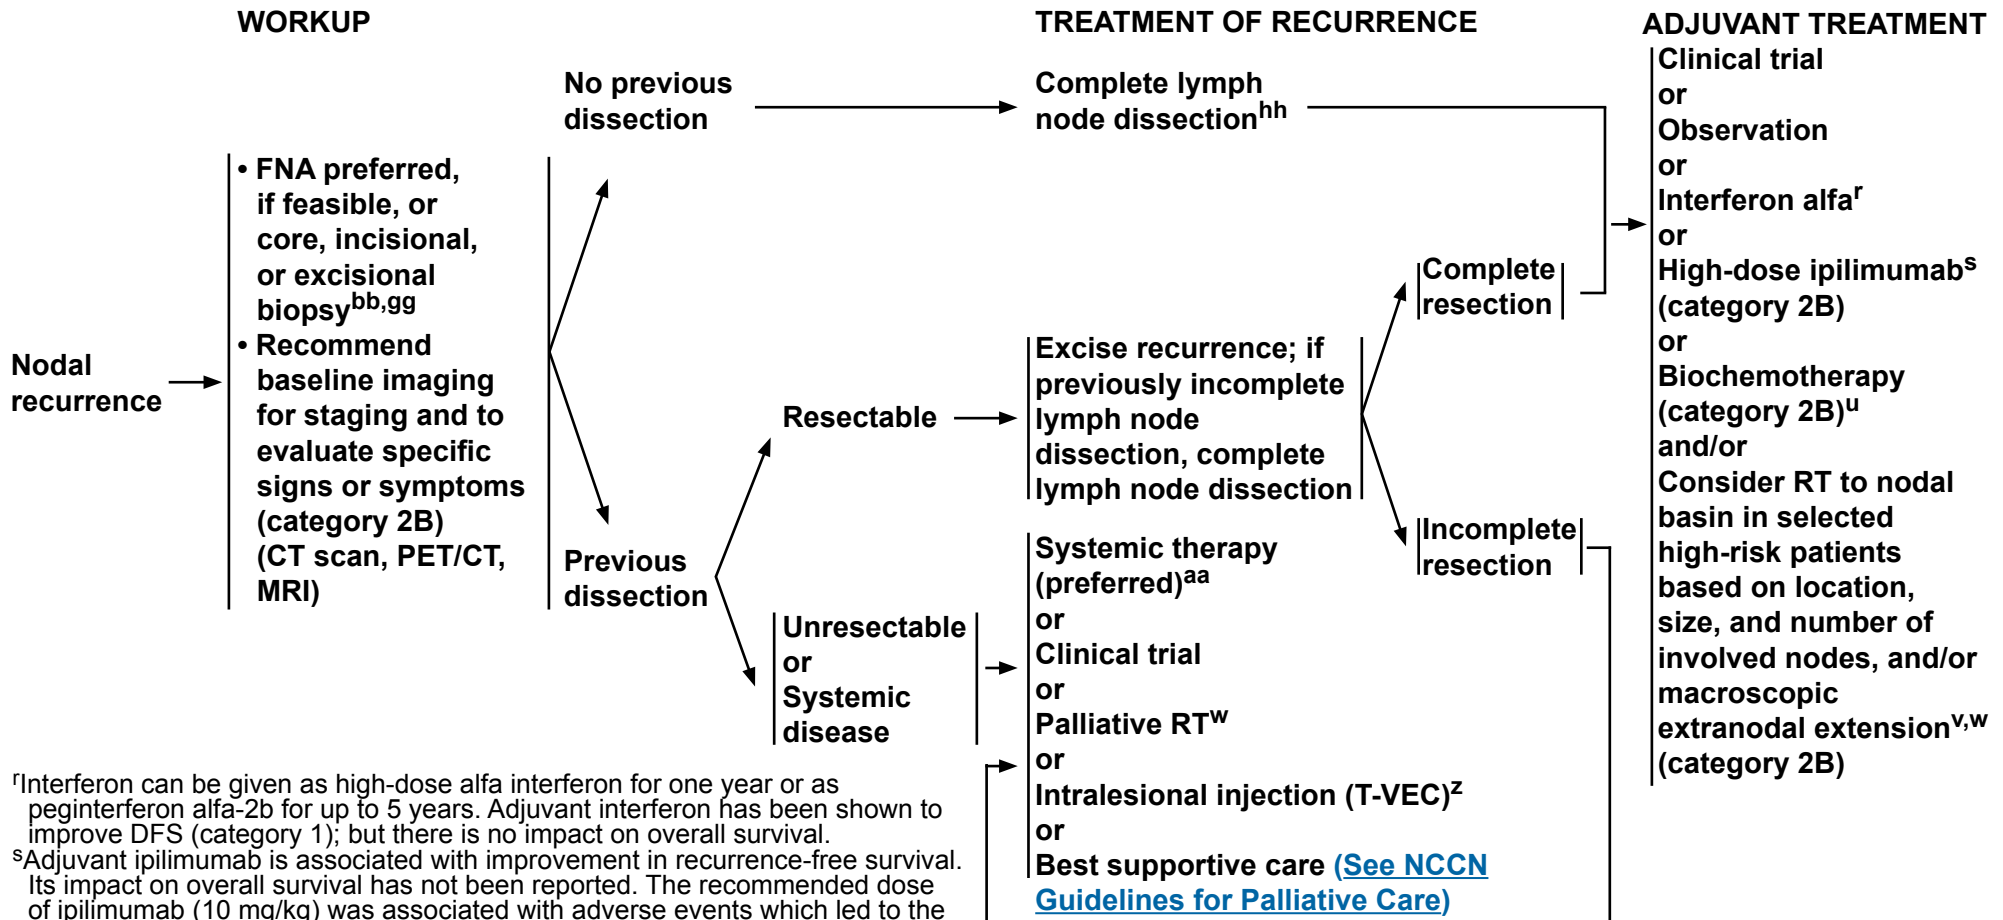 WORKUP
TREATMENT OF RECURRENCE
ADJUVANT TREATMENT
Nodal
recurrence
• FNA preferred,
if feasible, or
core, incisional,
or excisional
biopsybb,gg
• Recommend
baseline imaging
for staging and to
evaluate specific
signs or symptoms
(category 2B)
(CT scan, PET/CT,
MRI)
No previous
dissection
Previous
dissection
Resectable
Unresectable
or
Systemic
disease
Complete lymph
node dissectionhh
Excise recurrence; if
previously incomplete
lymph node
dissection, complete
lymph node dissection
Systemic therapy
(preferred)aa
or
Clinical trial
or
Palliative RTw
or
Intralesional injection (T-VEC)z
or
Best supportive care (See NCCN
Guidelines for Palliative Care)
Complete
resection
Incomplete
resection
Clinical trial
or
Observation
or
Interferon alfar
or
High-dose ipilimumabs
(category 2B)
or
Biochemotherapy
(category 2B)u
and/or
Consider RT to nodal
basin in selected
high-risk patients
based on location,
size, and number of
involved nodes, and/or
macroscopic
extranodal extensionv,w
(category 2B)
rInterferon can be given as high-dose alfa interferon for one year or as
peginterferon alfa-2b for up to 5 years. Adjuvant interferon has been shown to
improve DFS (category 1); but there is no impact on overall survival.
sAdjuvant ipilimumab is associated with improvement in recurrence-free survival.
Its impact on overall survival has not been reported. The recommended dose
of ipilimumab (10 mg/kg) was associated with adverse events which led to the